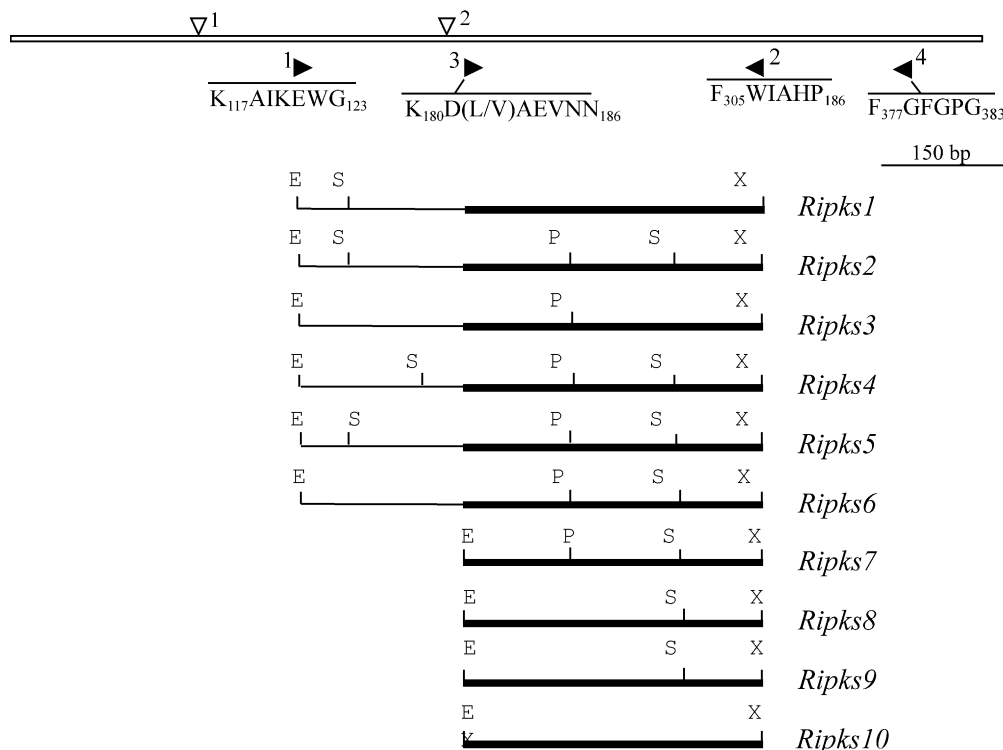 1 2
1 3 2 4
K117AIKEWG123 K180D(L/V)AEVNN186 F305WIAHP186 F377GFGPG383
150 bp
E S X
Ripks1
E S P S X
Ripks2
E P X
Ripks3
E S P S X
Ripks4
E S P S X
Ripks5
E P S X
Ripks6
E P S X
Ripks7
E S X
Ripks8
E S X
Ripks9
E X
X Ripks10